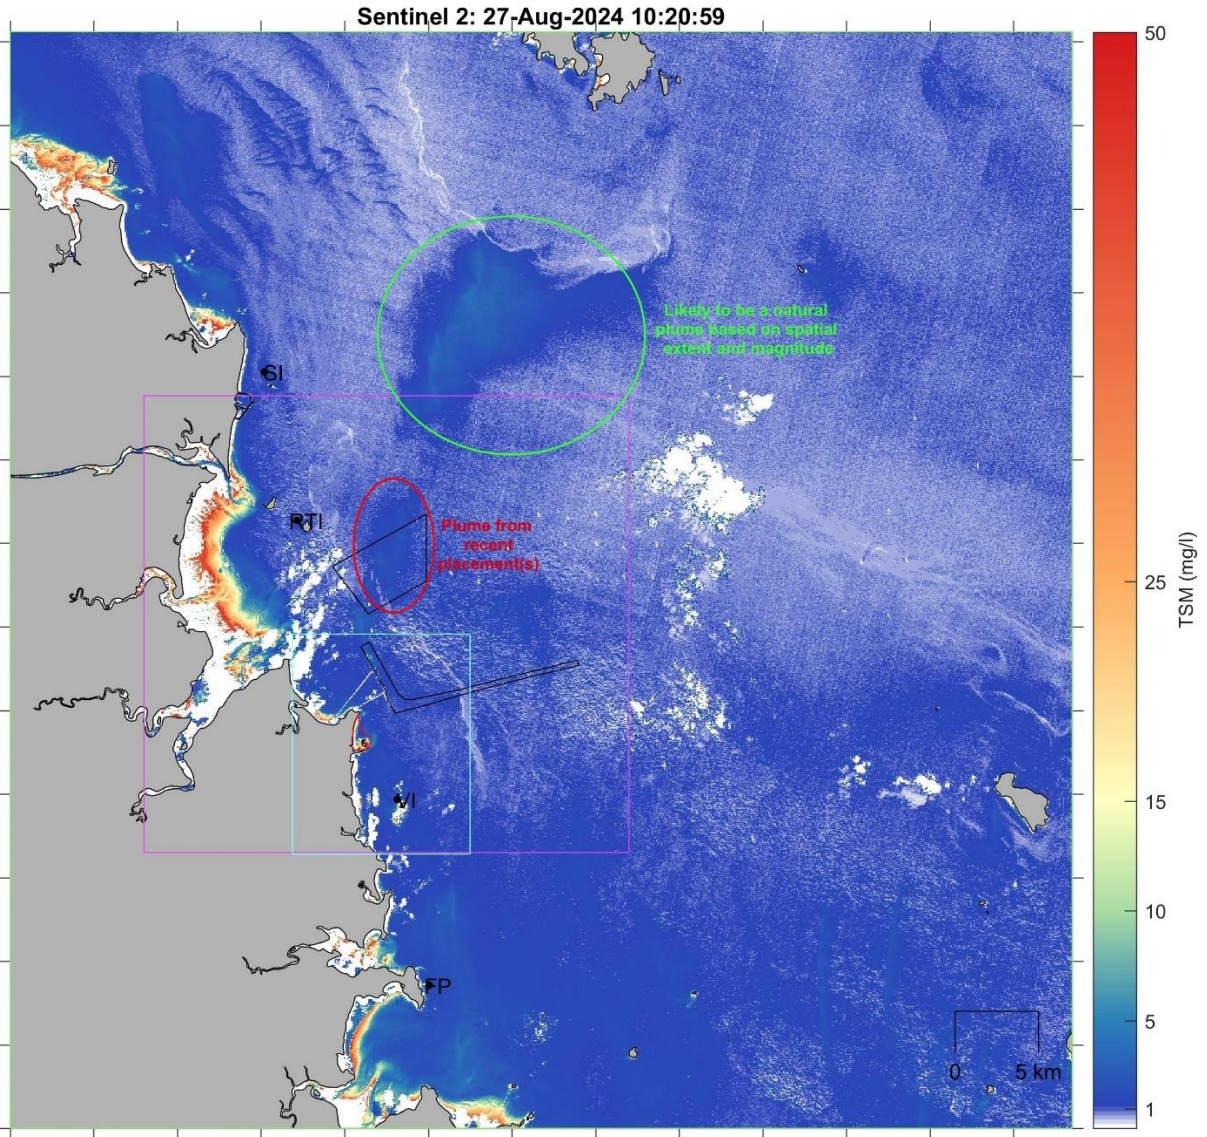 Sentinel 2: 27-Aug-2024 10:20:59
50
Likely to be a natural
plume based on spatial
extent and magnitude
SI
RTI
Plume from
recent
placement(s)
25
TSM (mg/l)
15
VI
10
FP
5
0 5 km
1